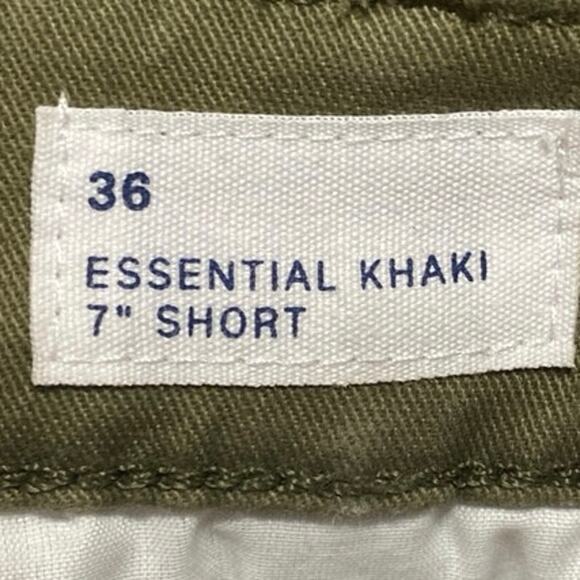 36
ESSENTIAL KHAKI
7" SHORT